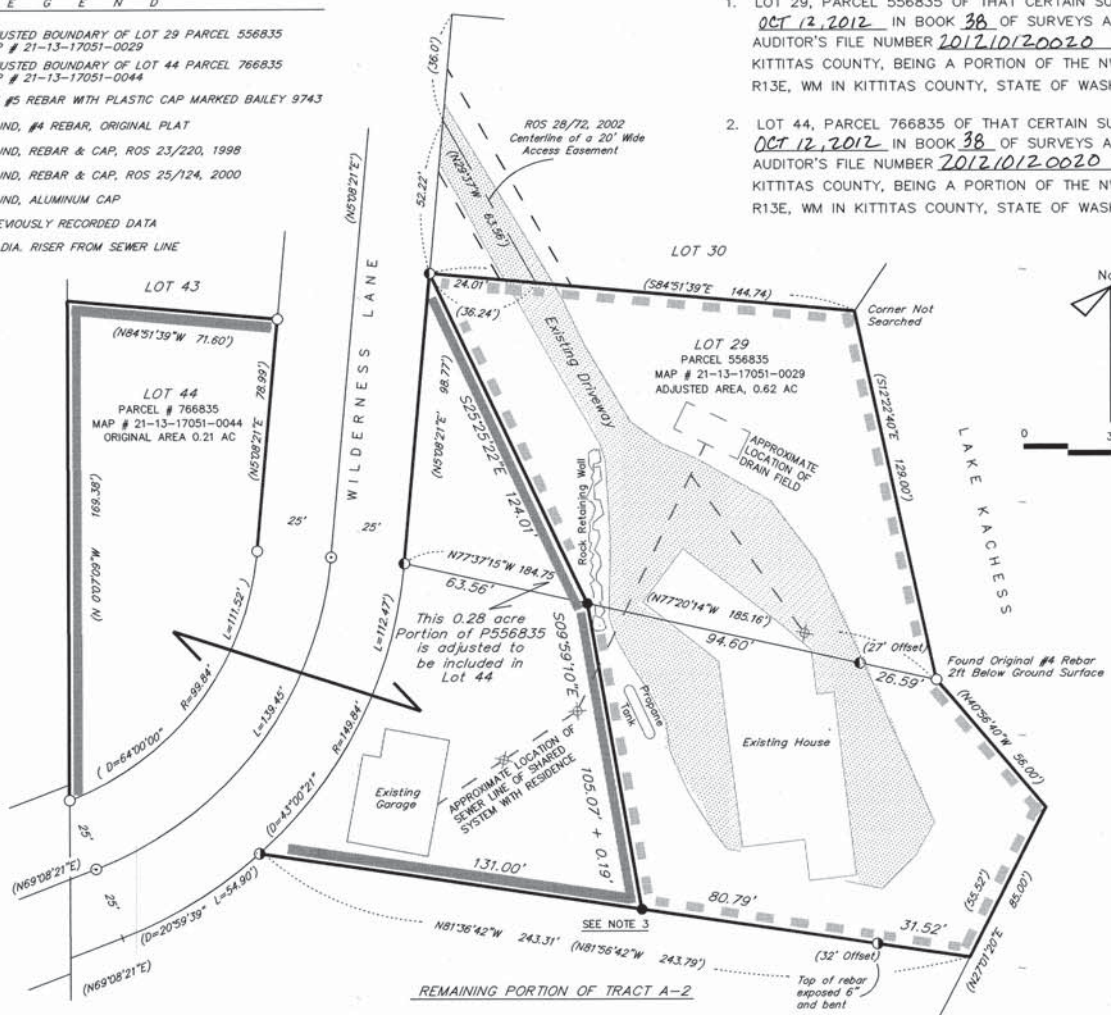 L E G E N D
USTED BOUNDARY OF LOT 29 PARCEL 556835
P # 21-13-17051-0029
USTED BOUNDARY OF LOT 44 PARCEL 766835
P # 21-13-17051-0044
#5 REBAR WITH PLASTIC CAP MARKED BAILEY 9743
ND, #4 REBAR, ORIGINAL PLAT
ND, REBAR & CAP, ROS 23/220, 1998
ND, REBAR & CAP, ROS 25/124, 2000
ND, ALUMINUM CAP
EVIOUSLY RECORDED DATA
DIA. RISER FROM SEWER LINE
1. LOT 29, PARCEL 556835 OF THAT CERTAIN SU
OCT 12, 2012 IN BOOK 38 OF SURVEYS A
AUDITOR'S FILE NUMBER 201210120020
KITTITAS COUNTY, BEING A PORTION OF THE N
R13E, WM IN KITTITAS COUNTY, STATE OF WAS
2. LOT 44, PARCEL 766835 OF THAT CERTAIN SU
OCT 12, 2012 IN BOOK 38 OF SURVEYS A
AUDITOR'S FILE NUMBER 201210120020
KITTITAS COUNTY, BEING A PORTION OF THE N
R13E, WM IN KITTITAS COUNTY, STATE OF WAS
(36.0')
ROS 28/72, 2002
Centerline of a 20' Wide
Access Easement
(N29°37'W 63.56')
52.22'
(N5°08'21"E)
WILDERNESS LANE
LOT 43
(N84°51'39"W 71.60')
LOT 44
PARCEL # 766835
MAP # 21-13-17051-0044
ORIGINAL AREA 0.21 AC
(N5°08'21"E 78.99')
N 0°02'09"W 169.38')
LOT 30
24.01'
(36.24')
(S84°51'39"E 144.74)
Corner Not
Searched
No
0 3
LOT 29
PARCEL 556835
MAP # 21-13-17051-0029
ADJUSTED AREA, 0.62 AC
Existing Driveway
(N5°08'21"E 98.77')
S25°25'22"E 124.01'
(S12°22'40"E 129.00')
LAKE KACHESS
APPROXIMATE
LOCATION OF
DRAIN FIELD
Rock Retaining Wall
25' 25'
N77°37'15"W 184.75
63.56'
(N77°20'14"W 185.16')
94.60'
(27' Offset)
26.59'
Found Original #4 Rebar
2ft Below Ground Surface
This 0.28 acre
Portion of P556835
is adjusted to
be included in
Lot 44
S09°59'10"E
105.07' + 0.19'
L=111.52')
R=99.84'
( D=64°00'00"
L=139.45'
L=112.47')
R=149.84'
(D=43°00'21"
(N40°56'40"W 56.00')
Propane
Tank
Existing House
Existing
Garage
APPROXIMATE LOCATION OF
SEWER LINE OF SHARED
SYSTEM WITH RESIDENCE
25'
(N69°08'21"E)
25'
(D=20°59'39" L=54.90')
(N69°08'21"E)
131.00'
80.79'
31.52'
(55.52')
85.00')
(N27°01'20"E
SEE NOTE 3
N81°36'42"W 243.31' (N81°56'42"W 243.79')
(32' Offset)
Top of rebar
exposed 6"
and bent
REMAINING PORTION OF TRACT A-2